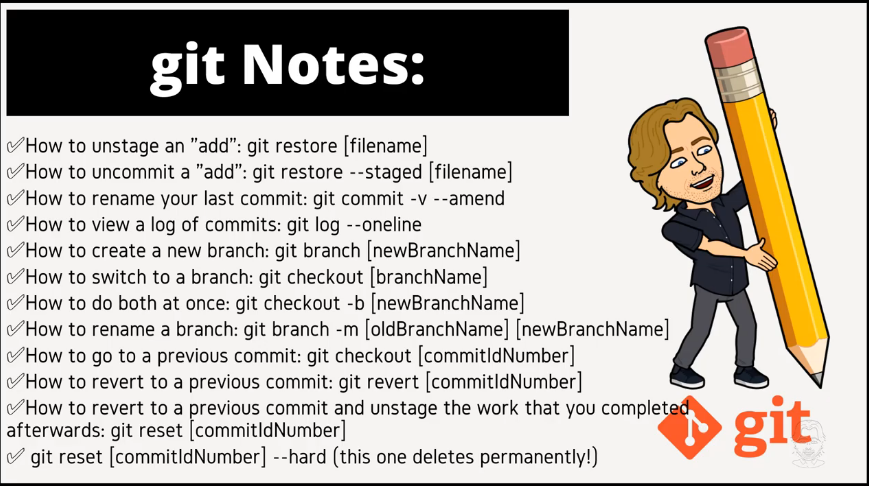 git Notes:
✅How to unstage an ”add”: git restore [filename]
✅How to uncommit a ”add”: git restore --staged [filename]
✅How to rename your last commit: git commit -v --amend
✅How to view a log of commits: git log --oneline
✅How to create a new branch: git branch [newBranchName]
✅How to switch to a branch: git checkout [branchName]
✅How to do both at once: git checkout -b [newBranchName]
✅How to rename a branch: git branch -m [oldBranchName] [newBranchName]
✅How to go to a previous commit: git checkout [commitIdNumber]
✅How to revert to a previous commit: git revert [commitIdNumber]
✅How to revert to a previous commit and unstage the work that you completed
afterwards: git reset [commitIdNumber]
✅ git reset [commitIdNumber] --hard (this one deletes permanently!)
git